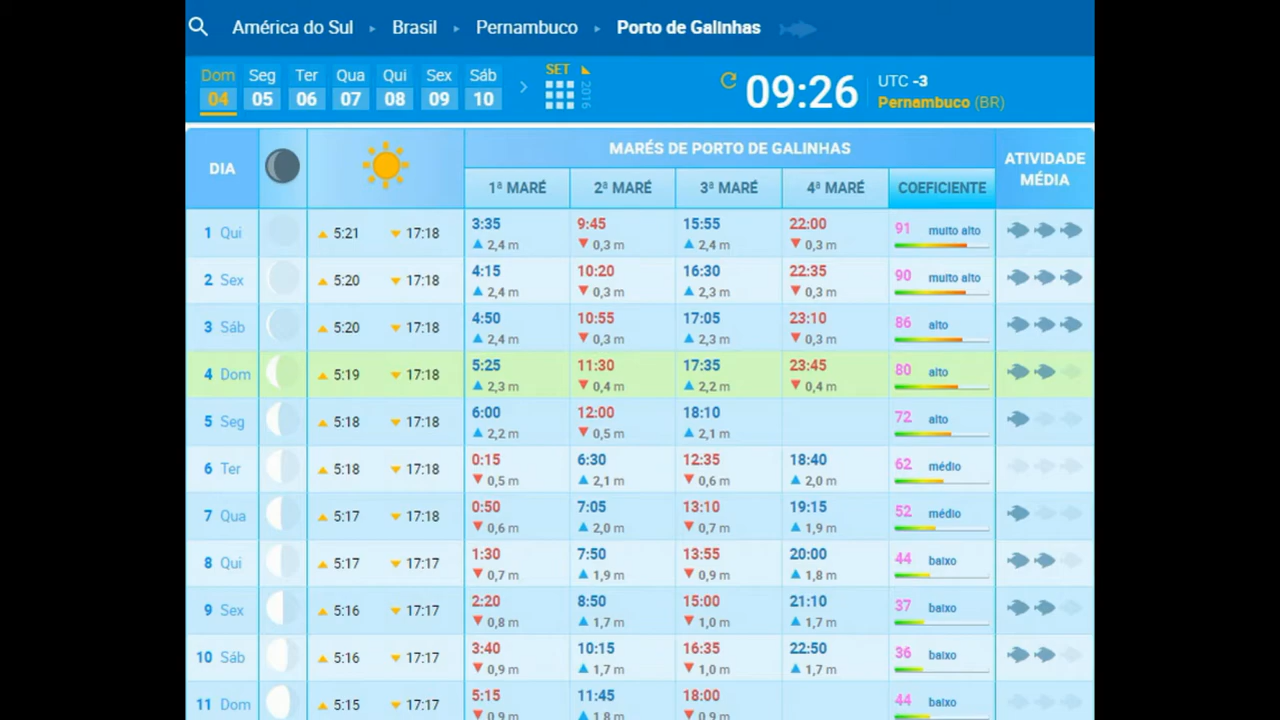 América do Sul ▸ Brasil ▸ Pernambuco ▸ Porto de Galinhas
Dom Seg Ter Qua Qui Sex Sáb
04 05 06 07 08 09 10
SET
2016
09:26
UTC -3
Pernambuco (BR)
DIA
MARÉS DE PORTO DE GALINHAS
ATIVIDADE MÉDIA
1ª MARÉ 2ª MARÉ 3ª MARÉ 4ª MARÉ COEFICIENTE
1 Qui ▲ 5:21 ▼ 17:18 3:35 9:45 15:55 22:00 91 muito alto
▲ 2,4 m ▼ 0,3 m ▲ 2,4 m ▼ 0,3 m
2 Sex ▲ 5:20 ▼ 17:18 4:15 10:20 16:30 22:35 90 muito alto
▲ 2,4 m ▼ 0,3 m ▲ 2,3 m ▼ 0,3 m
3 Sáb ▲ 5:20 ▼ 17:18 4:50 10:55 17:05 23:10 86 alto
▲ 2,4 m ▼ 0,3 m ▲ 2,3 m ▼ 0,3 m
4 Dom ▲ 5:19 ▼ 17:18 5:25 11:30 17:35 23:45 80 alto
▲ 2,3 m ▼ 0,4 m ▲ 2,2 m ▼ 0,4 m
5 Seg ▲ 5:18 ▼ 17:18 6:00 12:00 18:10 72 alto
▲ 2,2 m ▼ 0,5 m ▲ 2,1 m
6 Ter ▲ 5:18 ▼ 17:18 0:15 6:30 12:35 18:40 62 médio
▼ 0,5 m ▲ 2,1 m ▼ 0,6 m ▲ 2,0 m
7 Qua ▲ 5:17 ▼ 17:18 0:50 7:05 13:10 19:15 52 médio
▼ 0,6 m ▲ 2,0 m ▼ 0,7 m ▲ 1,9 m
8 Qui ▲ 5:17 ▼ 17:17 1:30 7:50 13:55 20:00 44 baixo
▼ 0,7 m ▲ 1,9 m ▼ 0,9 m ▲ 1,8 m
9 Sex ▲ 5:16 ▼ 17:17 2:20 8:50 15:00 21:10 37 baixo
▼ 0,8 m ▲ 1,7 m ▼ 1,0 m ▲ 1,7 m
10 Sáb ▲ 5:16 ▼ 17:17 3:40 10:15 16:35 22:50 36 baixo
▼ 0,9 m ▲ 1,7 m ▼ 1,0 m ▲ 1,7 m
11 Dom ▲ 5:15 ▼ 17:17 5:15 11:45 18:00 44 baixo
▼ 0,9 m ▲ 1,8 m ▼ 0,9 m